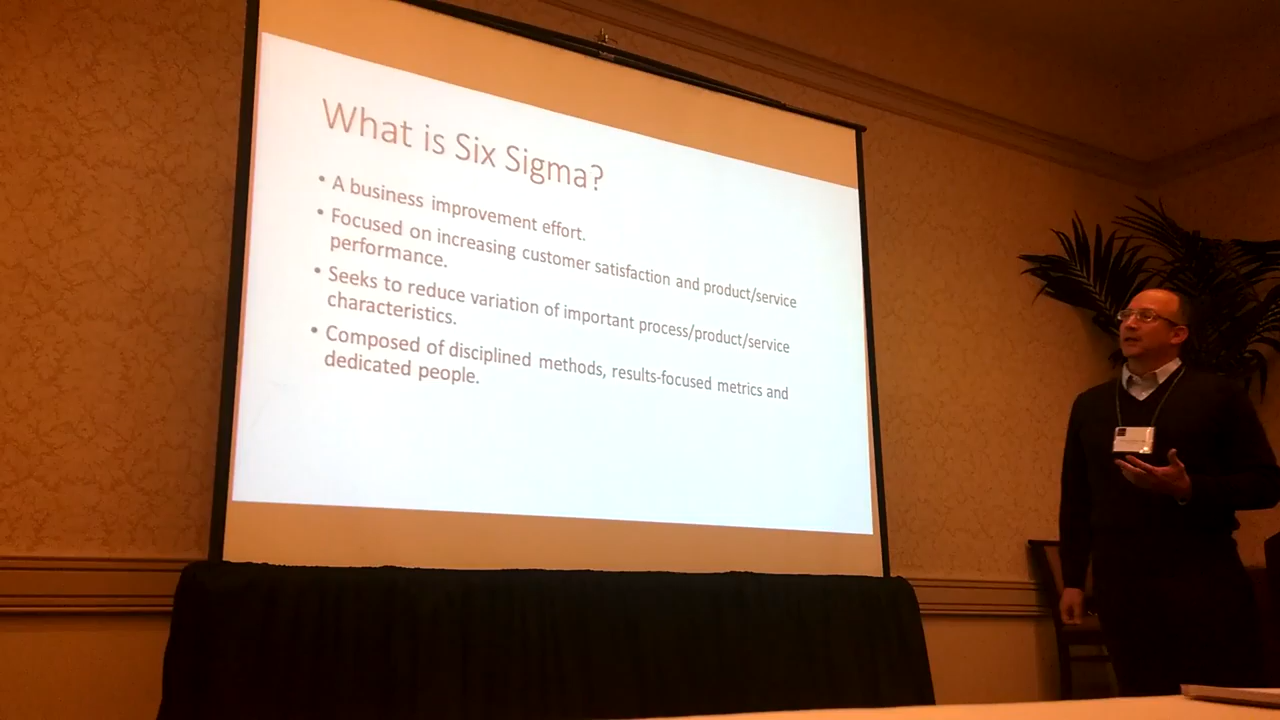 What is Six Sigma?
• A business improvement effort.
• Focused on increasing customer satisfaction and product/service
performance.
• Seeks to reduce variation of important process/product/service
characteristics.
• Composed of disciplined methods, results-focused metrics and
dedicated people.